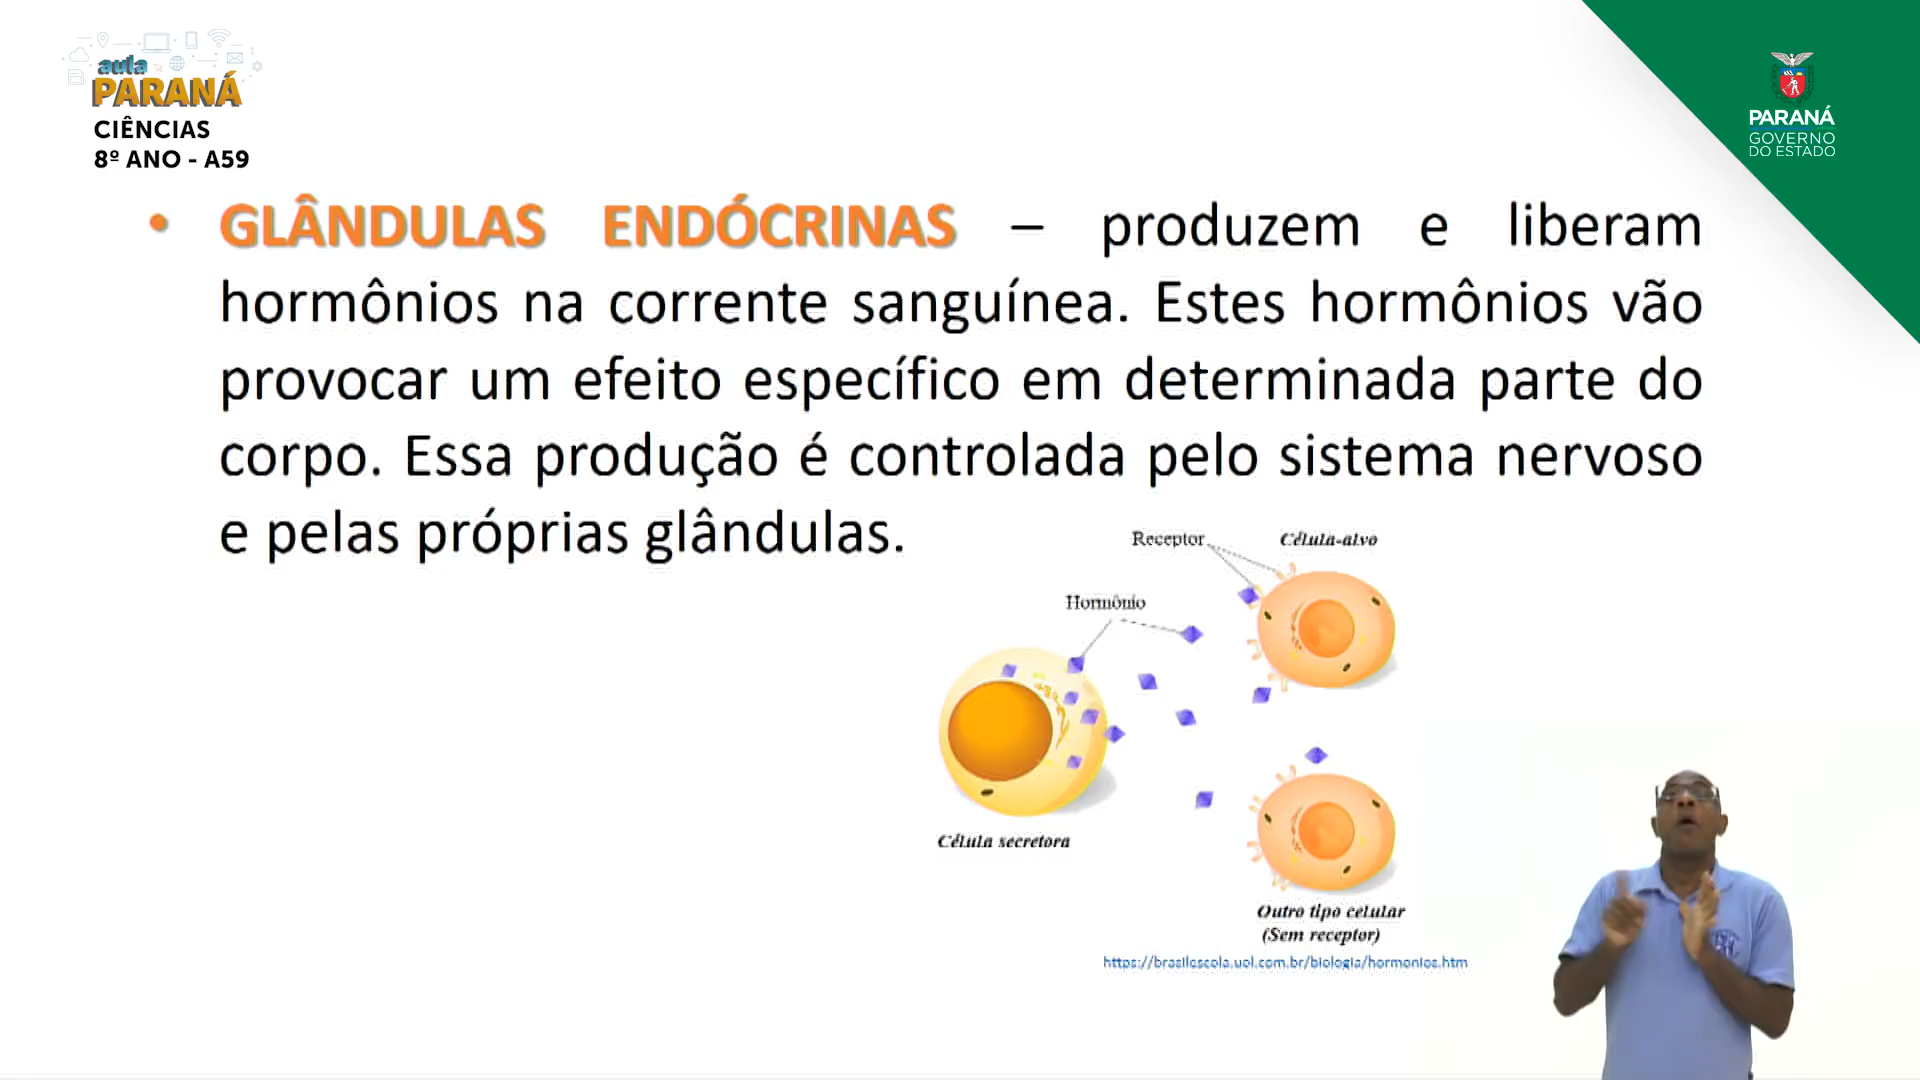 aula
PARANÁ
CIÊNCIAS
8º ANO - A59
PARANÁ
GOVERNO
DO ESTADO
• GLÂNDULAS ENDÓCRINAS – produzem e liberam
hormônios na corrente sanguínea. Estes hormônios vão
provocar um efeito específico em determinada parte do
corpo. Essa produção é controlada pelo sistema nervoso
e pelas próprias glândulas.
Receptor
Célula-alvo
Hormônio
Célula secretora
Outro tipo celular
(Sem receptor)
https://brasilescola.uol.com.br/biologia/hormonios.htm